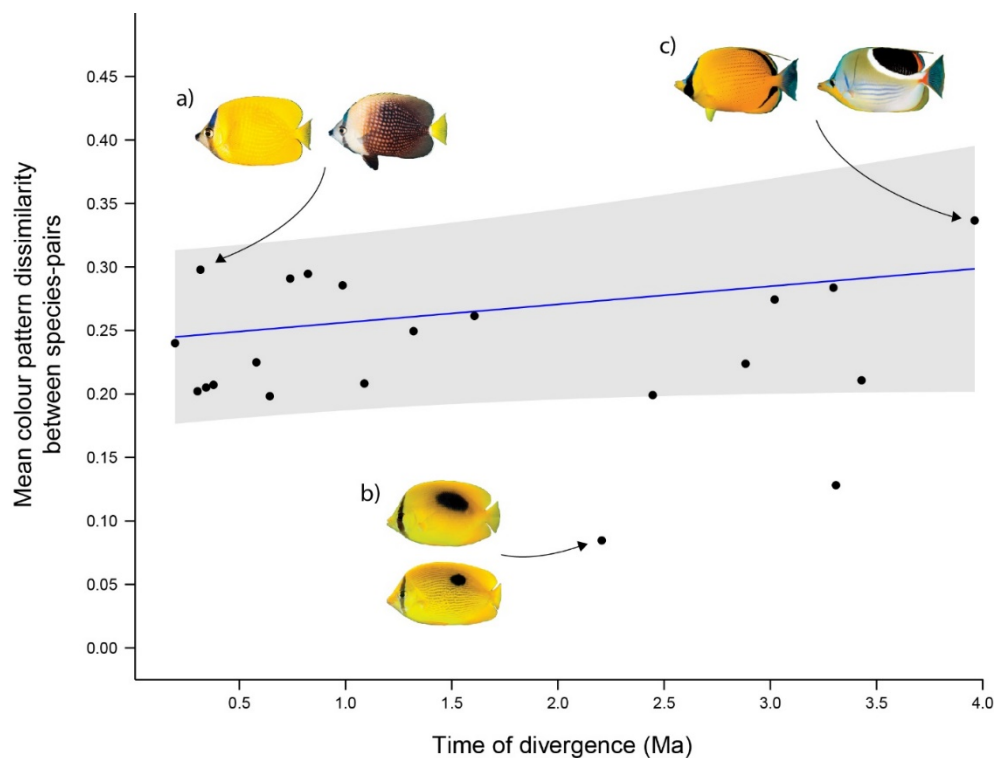 0.45
0.40
0.35
0.30
0.25
0.20
0.15
0.10
0.05
0.00
Mean colour pattern dissimilarity
between species-pairs
a)
c)
b)
0.5 1.0 1.5 2.0 2.5 3.0 3.5 4.0
Time of divergence (Ma)